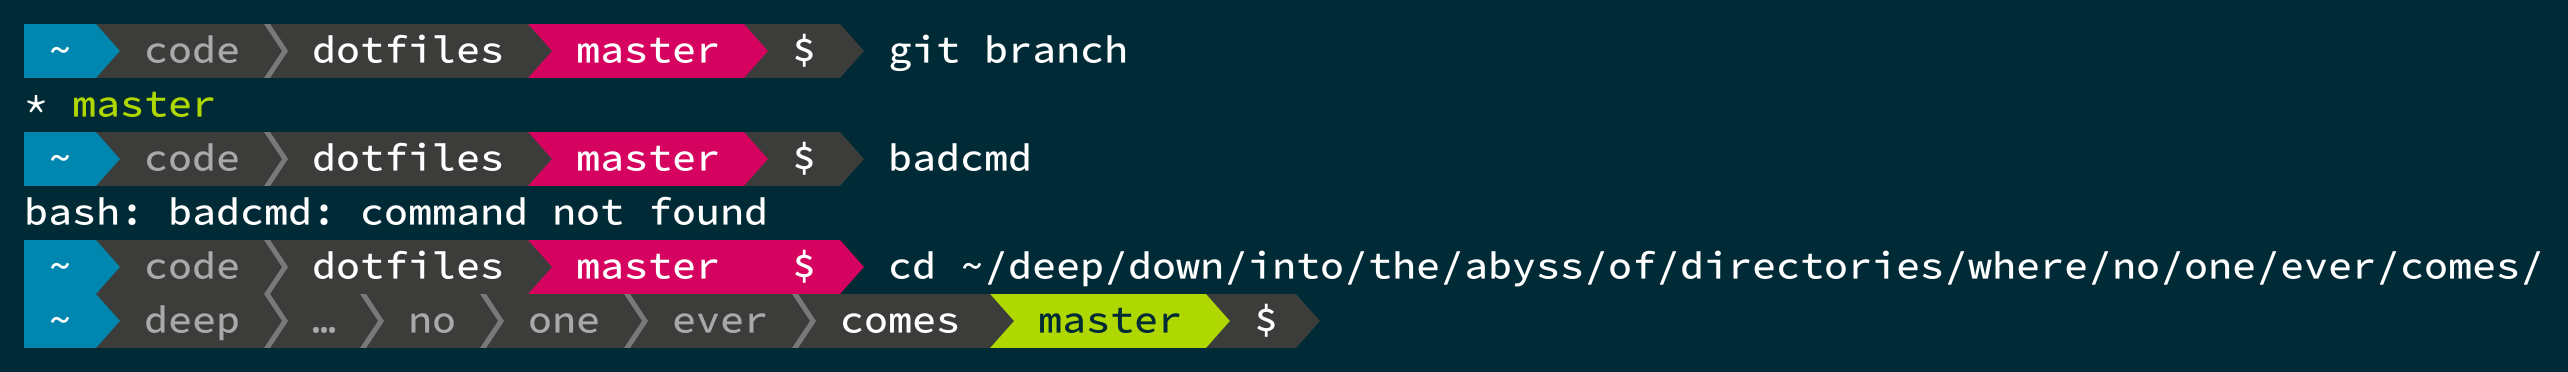 ~ code dotfiles master $ git branch
* master
~ code dotfiles master $ badcmd
bash: badcmd: command not found
~ code dotfiles master $ cd ~/deep/down/into/the/abyss/of/directories/where/no/one/ever/comes/
~ deep … no one ever comes master $